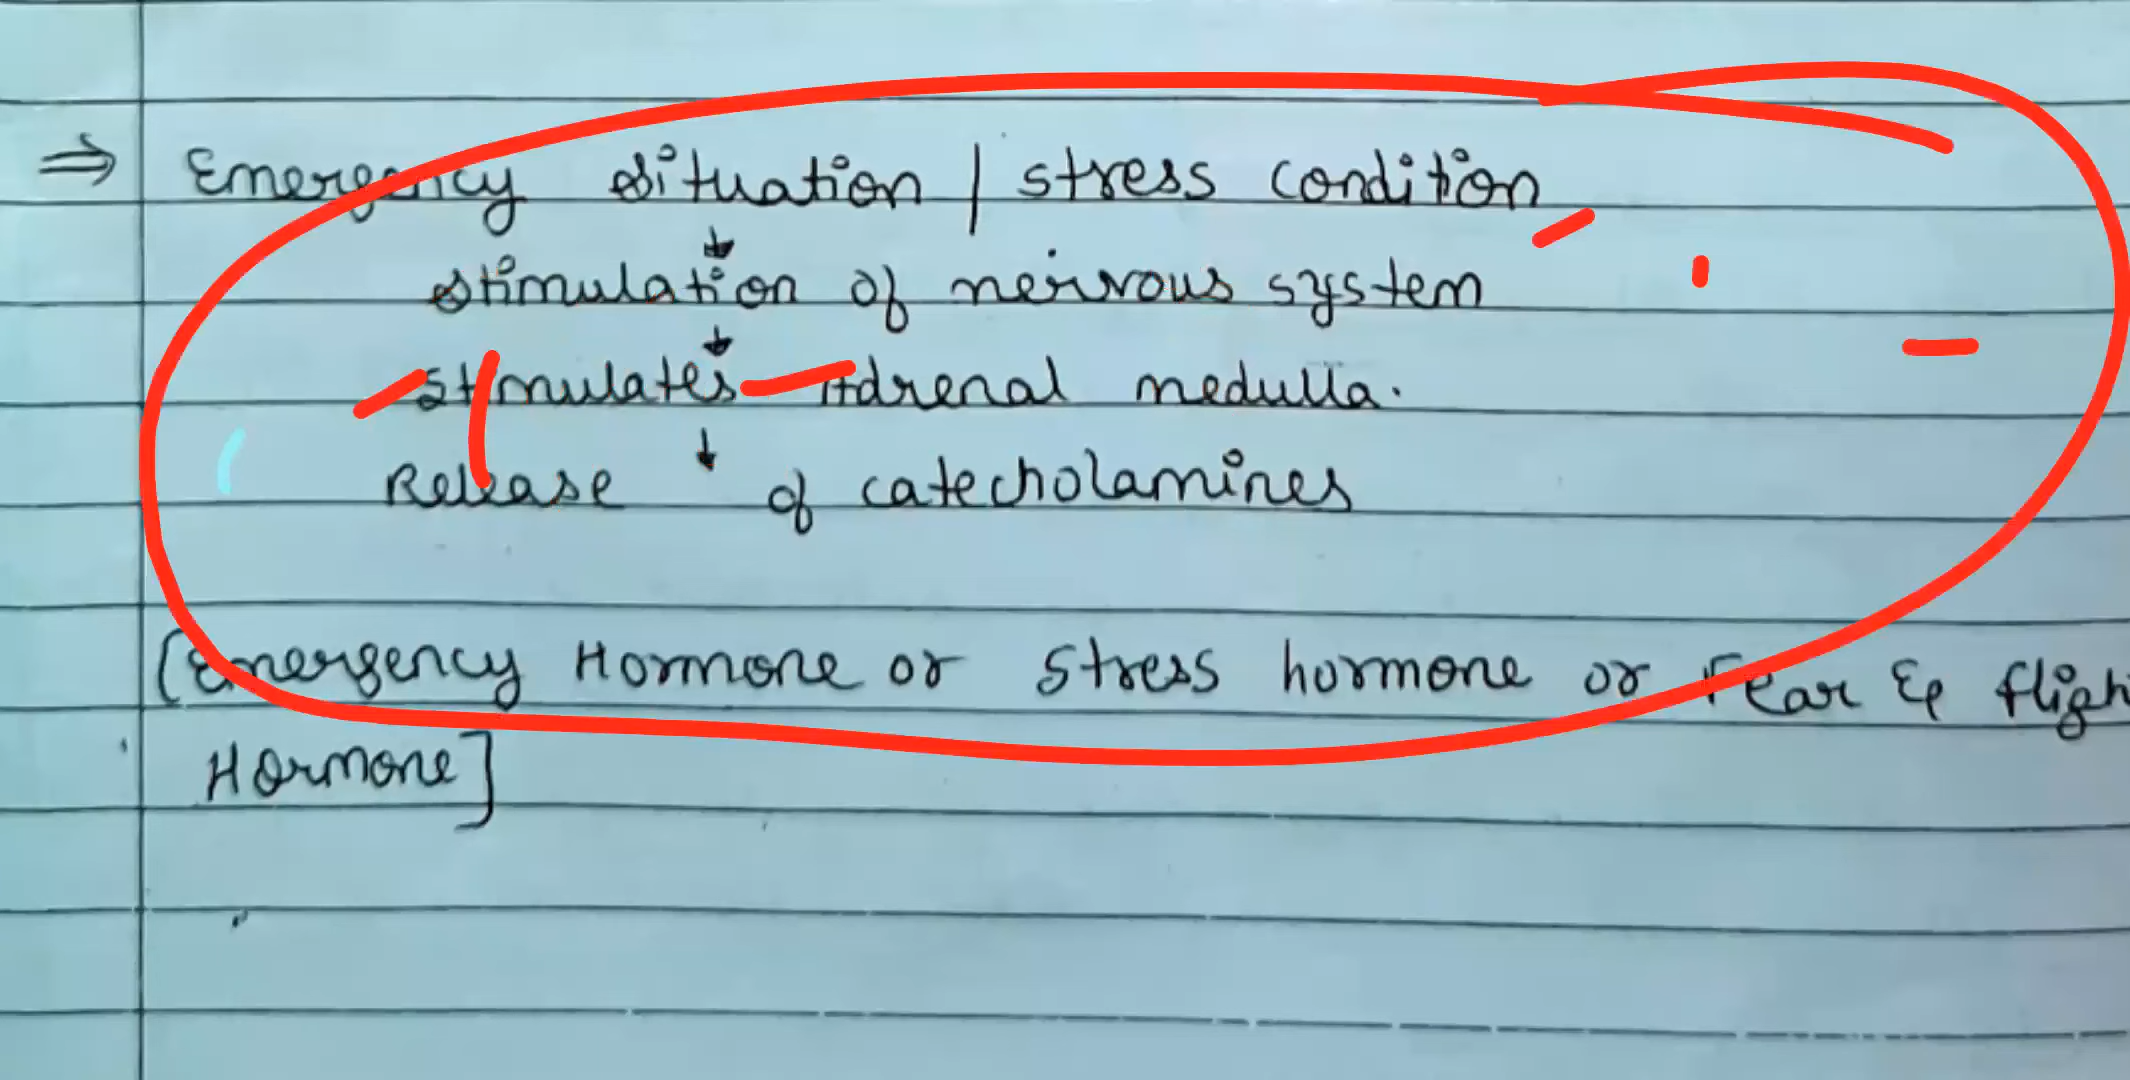 ⇒ Emergency situation / stress condition
↓
stimulation of nervous system
↓
stimulates Adrenal medulla.
↓
Release of catecholamines
[Emergency Hormone or stress hormone or Fear & fligh
Hormone]